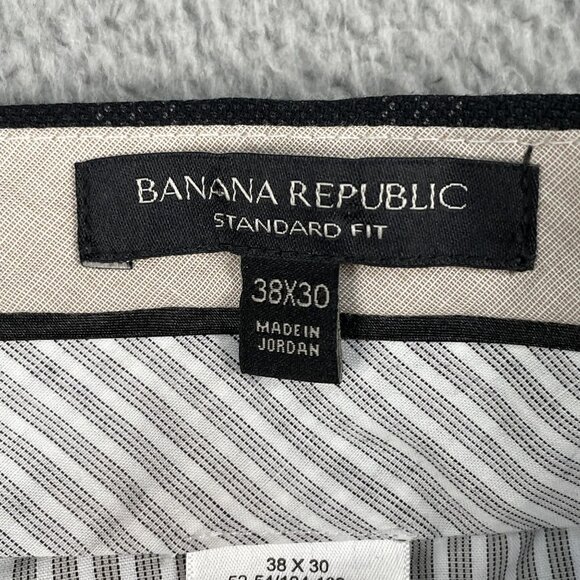 BANANA REPUBLIC
STANDARD FIT
38X30
MADE IN
JORDAN
38 X 30